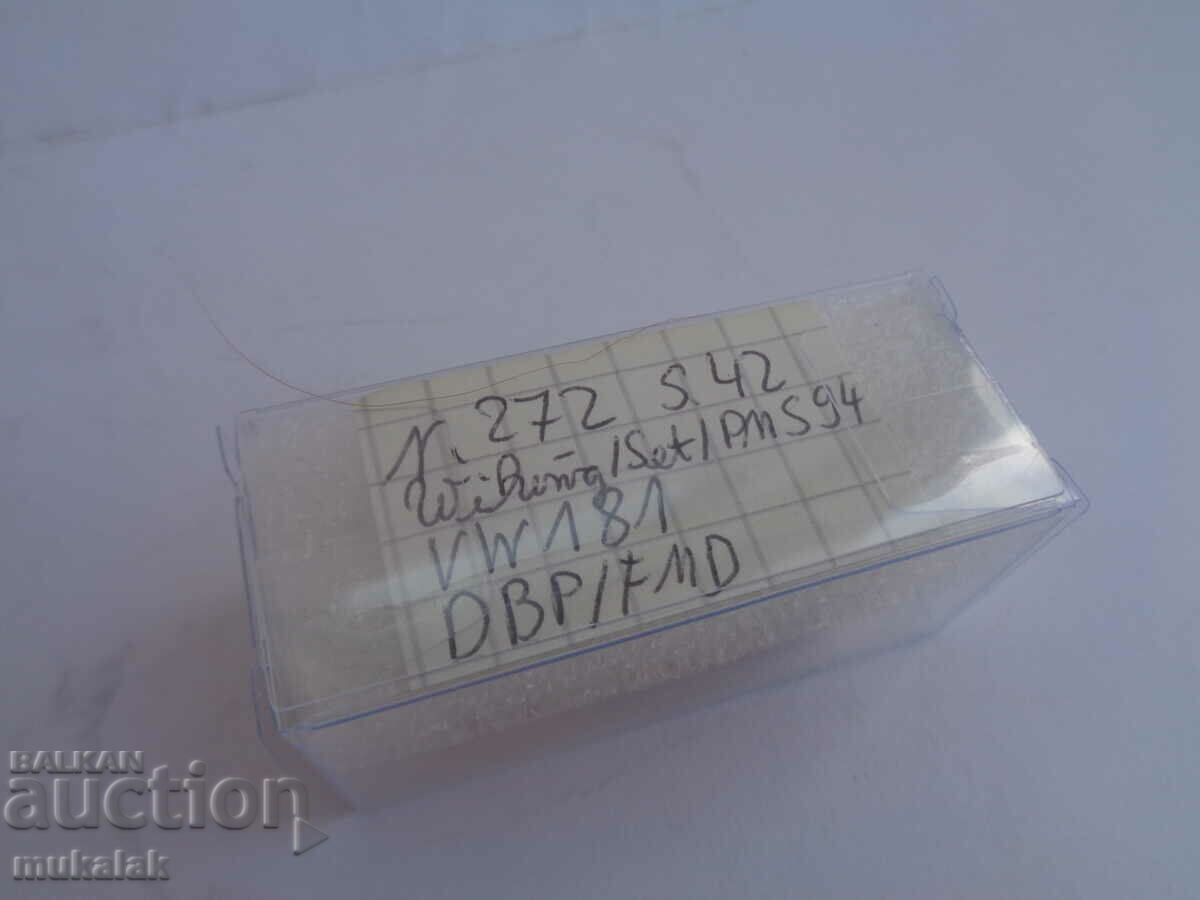 N. 272 S. 42
Wiking/Set/PMS94
VW181
DBP/FMD
BALKAN
auction
mukalak